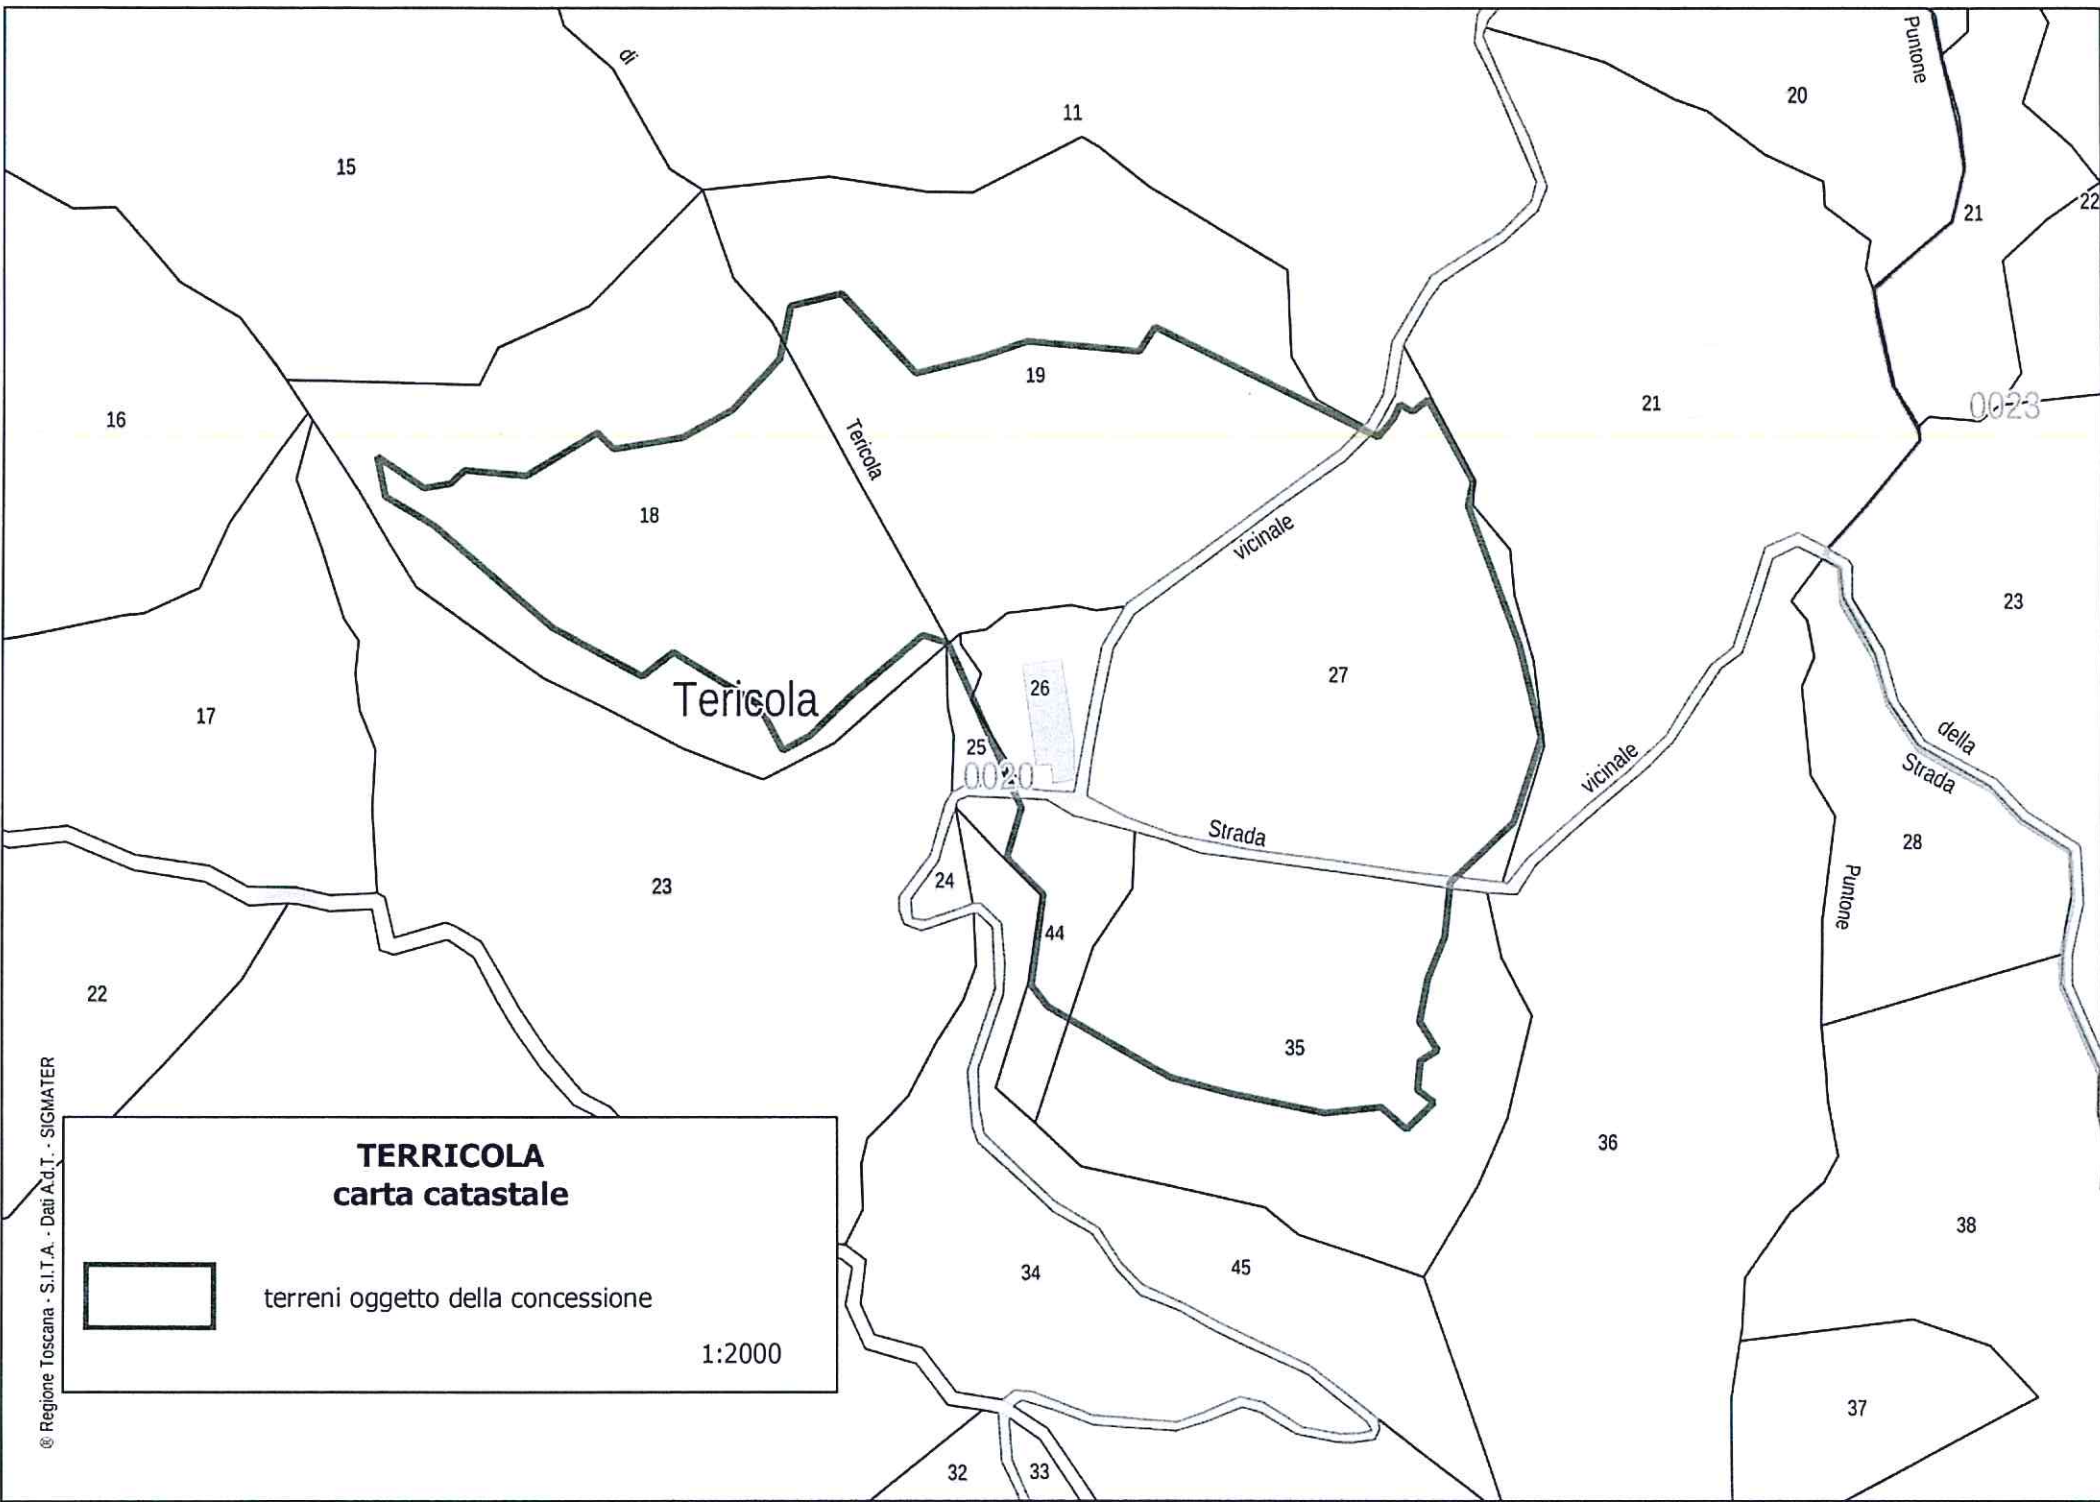 di
Puntone
20
11
15
21
22
19
21
0023
16
Tericola
18
vicinale
23
27
26
Tericola
17
25
0020
vicinale
della
Strada
Strada
28
23
24
Puntone
44
22
35
36
38
34
45
37
32
33
® Regione Toscana - S.I.T.A. - Dati A.d.T. - SIGMATER
TERRICOLA
carta catastale
terreni oggetto della concessione
1:2000